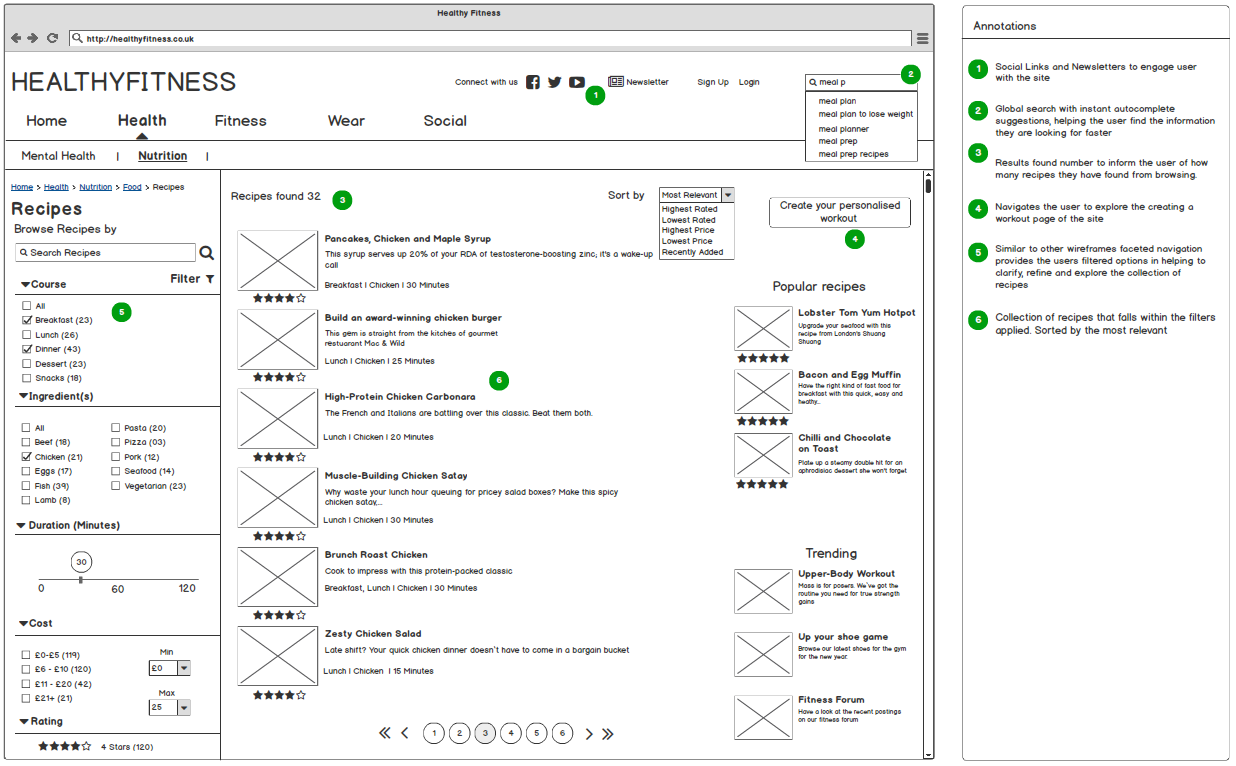 Healthy Fitness
http://healthyfitness.co.uk
HEALTHYFITNESS
Connect with us
1
Newsletter
Sign Up Login
meal p
2
meal plan
meal plan to lose weight
meal planner
meal prep
meal prep recipes
Home Health Fitness Wear Social
Mental Health | Nutrition |
Home > Health > Nutrition > Food > Recipes
Recipes
Browse Recipes by
Search Recipes
Filter
Course
All
Breakfast (23)
5
Lunch (26)
Dinner (43)
Dessert (23)
Snacks (18)
Ingredient(s)
All
Beef (18)
Chicken (21)
Eggs (17)
Fish (39)
Lamb (8)
Pasta (20)
Pizza (03)
Pork (12)
Seafood (14)
Vegetarian (23)
Duration (Minutes)
30
0 60 120
Cost
£0-£5 (119)
£6 - £10 (120)
£11 - £20 (42)
£21+ (21)
Min
£0
Max
25
Rating
4 Stars (120)
Recipes found 32
3
Sort by
Most Relevant
Highest Rated
Lowest Rated
Highest Price
Lowest Price
Recently Added
Pancakes, Chicken and Maple Syrup
This syrup serves up 20% of your RDA of testosterone-boosting zinc; it's a wake-up
call
Breakfast | Chicken | 30 Minutes
Build an award-winning chicken burger
This gem is straight from the kitches of gourmet
restuarant Mac & Wild
Lunch | Chicken | 25 Minutes
6
High-Protein Chicken Carbonara
The French and Italians are battling over this classic. Beat them both.
Lunch | Chicken | 20 Minutes
Muscle-Building Chicken Satay
Why waste your lunch hour queuing for pricey salad boxes? Make this spicy
chicken satay,..
Lunch | Chicken | 30 Minutes
Brunch Roast Chicken
Cook to impress with this protein-packed classic
Breakfast, Lunch | Chicken | 30 Minutes
Zesty Chicken Salad
Late shift? Your quick chicken dinner doesn't have to come in a bargain bucket
Lunch | Chicken | 15 Minutes
1 2 3 4 5 6
Create your personalised
workout
4
Popular recipes
Lobster Tom Yum Hotpot
Upgrade your seafood with this
recipe from London's Shuang
Shuang
Bacon and Egg Muffin
Have the right kind of fast food for
breakfast with this quick, easy and
heathy...
Chilli and Chocolate
on Toast
Plate up a steamy double hit for an
aphrodisiac dessert she won't forget
Trending
Upper-Body Workout
Mass is for posers. We've got the
routine you need for true strength
gains
Up your shoe game
Browse our latest shoes for the gym
for the new year.
Fitness Forum
Have a look at the recent postings
on our fitness forum
Annotations
1
Social Links and Newsletters to engage user
with the site
2
Global search with instant autocomplete
suggestions, helping the user find the information
they are looking for faster
3
Results found number to inform the user of how
many recipes they have found from browsing.
4
Navigates the user to explore the creating a
workout page of the site
5
Similar to other wireframes faceted navigation
provides the users filtered options in helping to
clarify, refine and explore the collection of
recipes
6
Collection of recipes that falls within the filters
applied. Sorted by the most relevant